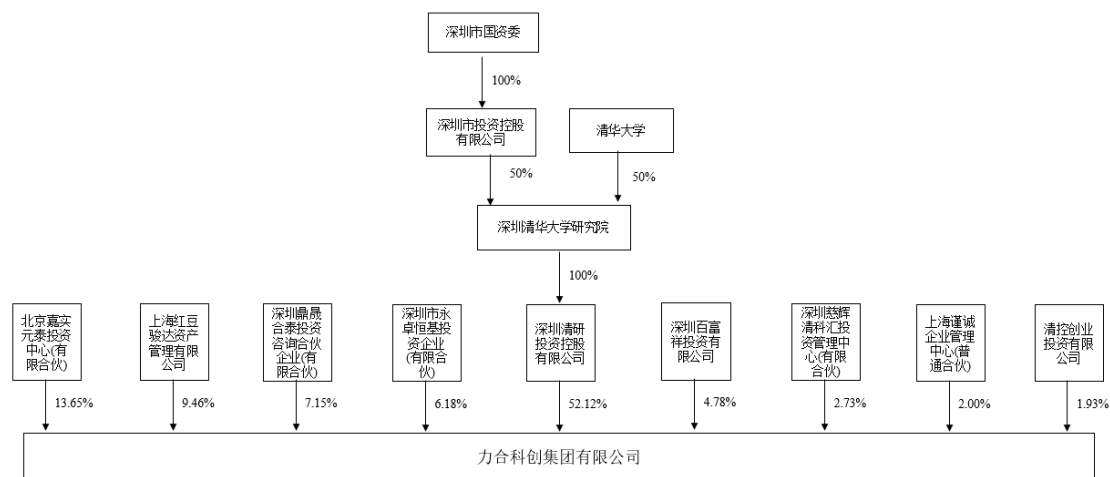 深圳市国资委
100%
深圳市投资控股
有限公司
清华大学
50%
50%
深圳清华大学研究院
100%
北京嘉实
元泰投资
中心(有
限合伙)
上海红豆
骏达资产
管理有限
公司
深圳鼎晟
合泰投资
咨询合伙
企业(有
限合伙)
深圳市永
卓恒基投
资企业
(有限合
伙)
深圳清研
投资控股
有限公司
深圳百富
祥投资有
限公司
深圳慈辉
清科汇投
资管理中
心(有限
合伙)
上海谨诚
企业管理
中心(普
通合伙)
清控创业
投资有限
公司
13.65%
9.46%
7.15%
6.18%
52.12%
4.78%
2.73%
2.00%
1.93%
力合科创集团有限公司